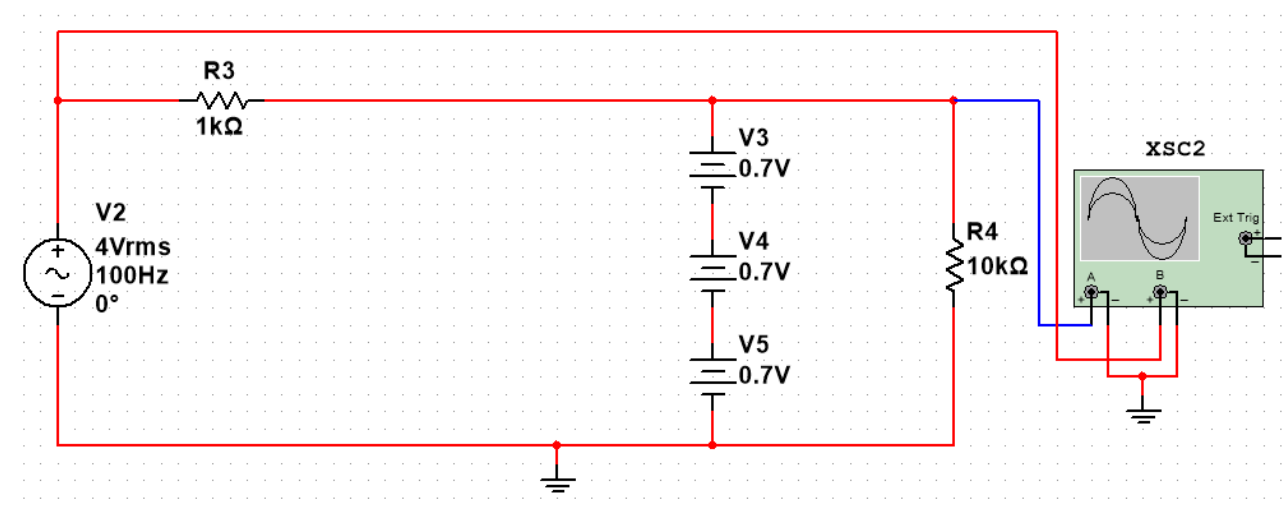 R3
1kΩ
V3
0.7V
XSC2
V2
4Vrms
100Hz
0°
+
−
Ext Trig
+
−
V4
0.7V
R4
10kΩ
A
B
+
−
+
−
V5
0.7V